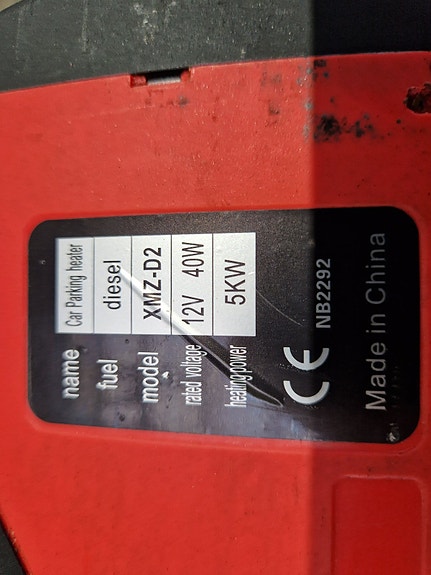 name Car Parking heater
fuel diesel
model XMZ-D2
rated voltage 12V 40W
heating power 5KW
CE NB2292
Made in China